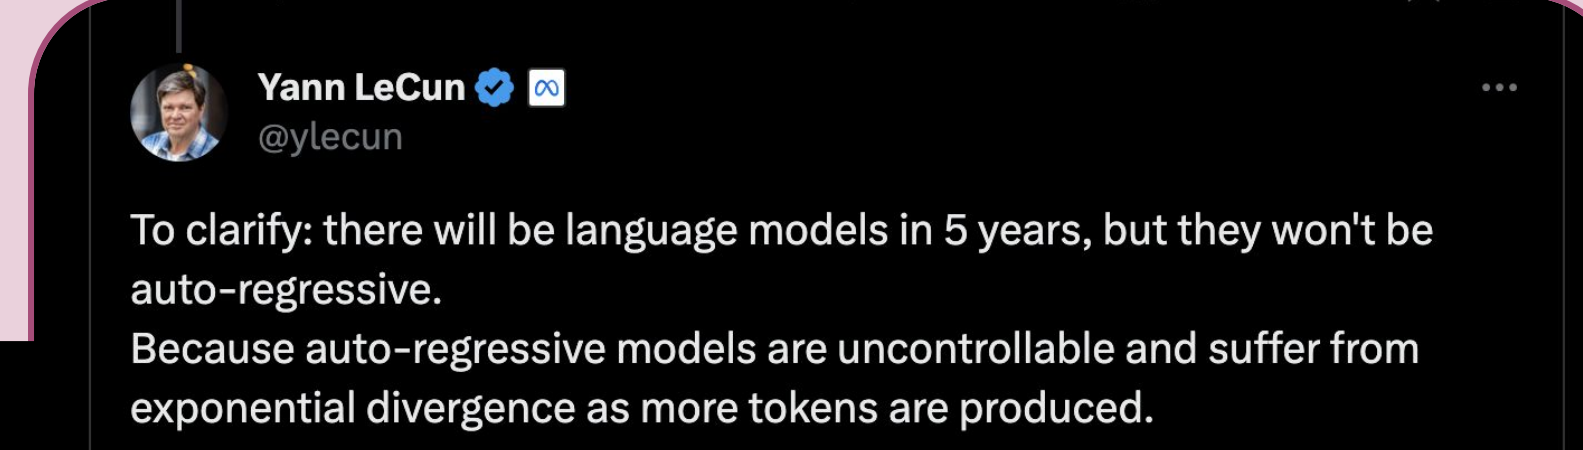 Yann LeCun
@ylecun
To clarify: there will be language models in 5 years, but they won't be
auto-regressive.
Because auto-regressive models are uncontrollable and suffer from
exponential divergence as more tokens are produced.